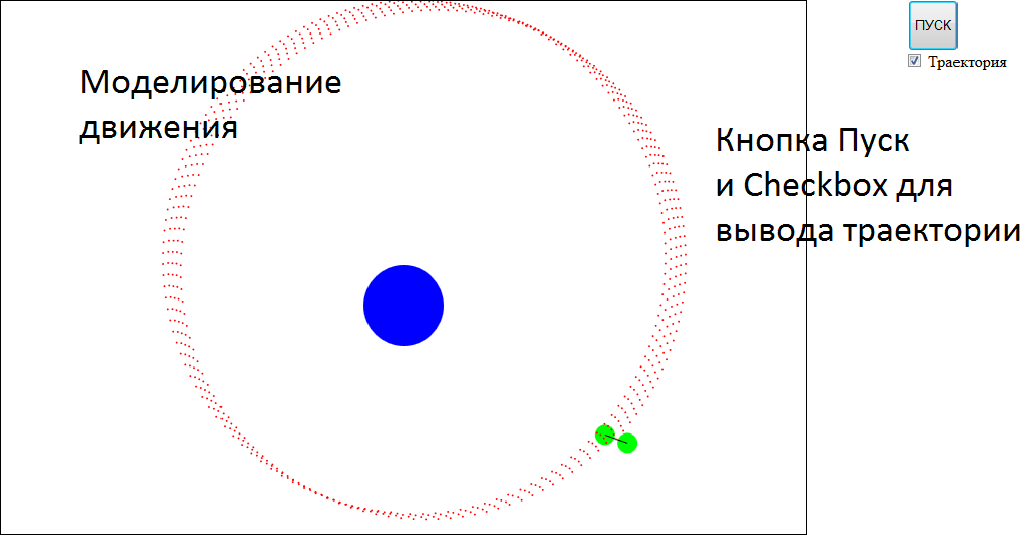 ПУСК
Траектория
Моделирование
движения
Кнопка Пуск
и Checkbox для
вывода траектории